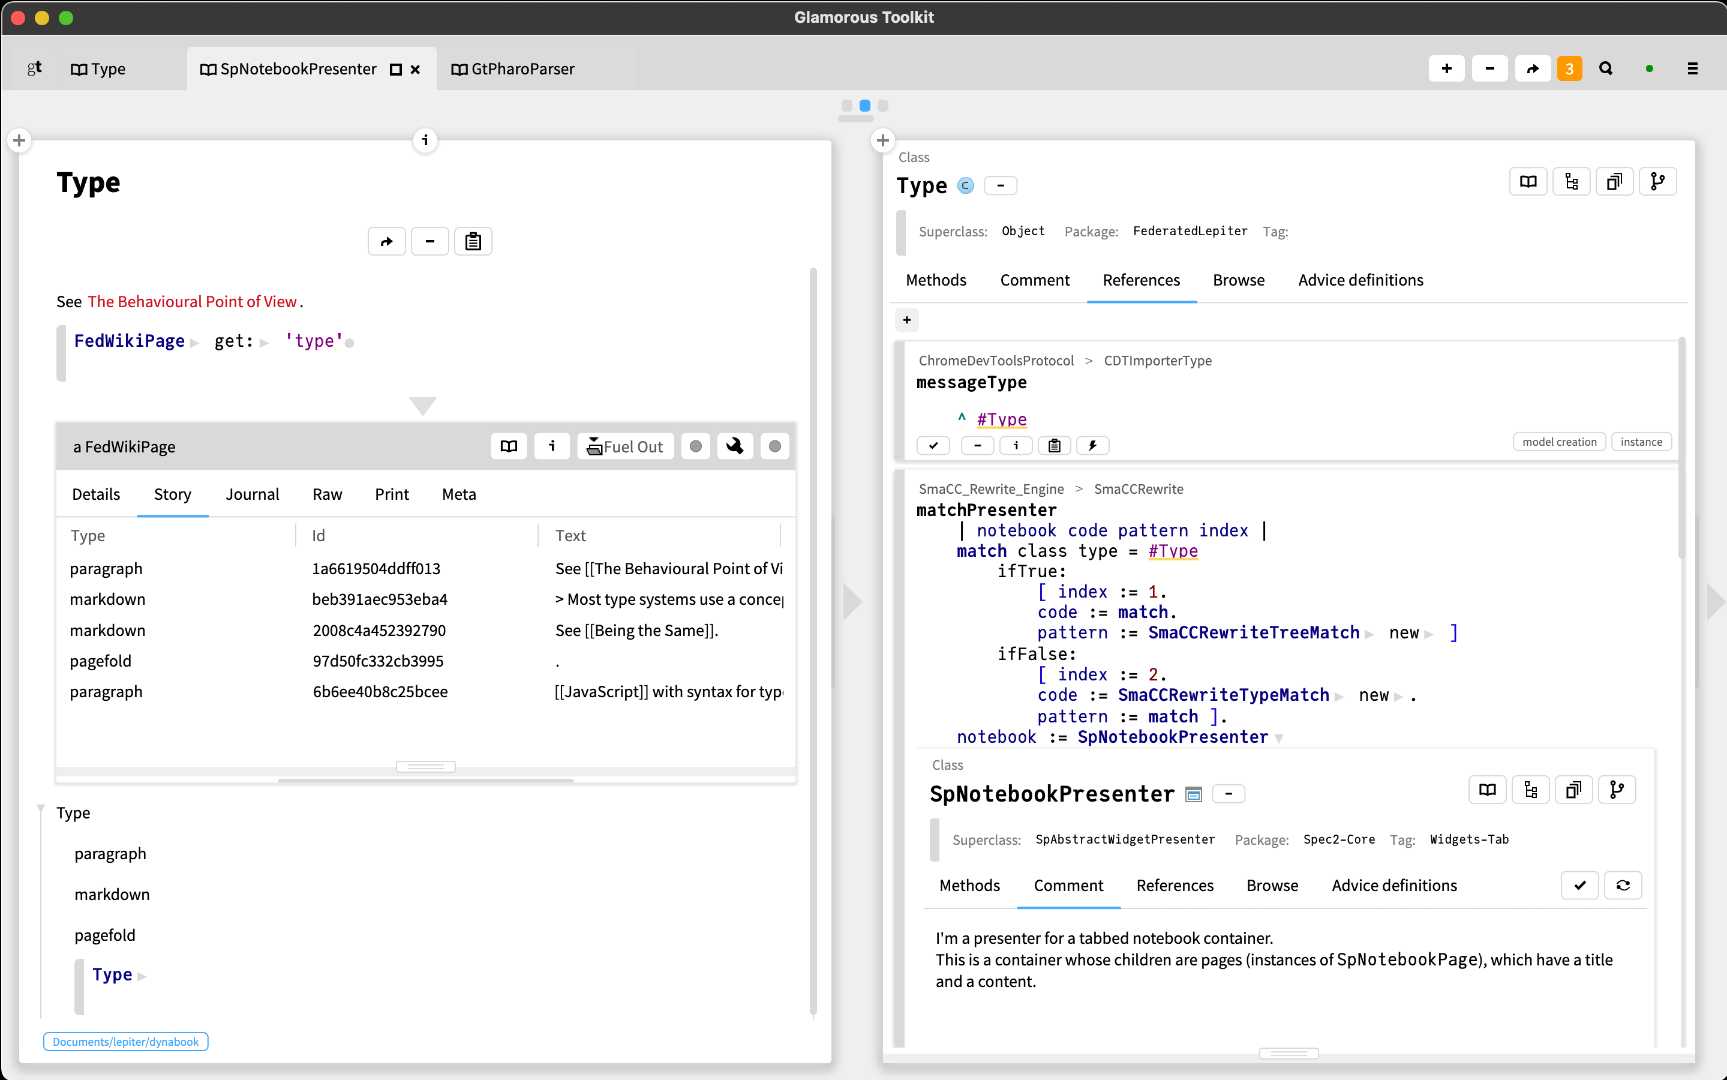 Glamorous Toolkit
gt
Type
SpNotebookPresenter
GtPharoParser
3
Type
See The Behavioural Point of View.
FedWikiPage get: 'type'
a FedWikiPage
Fuel Out
Details Story Journal Raw Print Meta
Type Id Text
paragraph 1a6619504ddff013 See [[The Behavioural Point of Vi
markdown beb391aec953eba4 > Most type systems use a concep
markdown 2008c4a452392790 See [[Being the Same]].
pagefold 97d50fc332cb3995 .
paragraph 6b6ee40b8c25bcee [[JavaScript]] with syntax for type
Type
paragraph
markdown
pagefold
Type
Documents/lepiter/dynabook
Class
Type C
Superclass: Object Package: FederatedLepiter Tag:
Methods Comment References Browse Advice definitions
ChromeDevToolsProtocol > CDTImporterType
messageType
^ #Type
model creation instance
SmaCC_Rewrite_Engine > SmaCCRewrite
matchPresenter
| notebook code pattern index |
match class type = #Type
ifTrue:
[ index := 1.
code := match.
pattern := SmaCCRewriteTreeMatch new ]
ifFalse:
[ index := 2.
code := SmaCCRewriteTypeMatch new .
pattern := match ].
notebook := SpNotebookPresenter
Class
SpNotebookPresenter
Superclass: SpAbstractWidgetPresenter Package: Spec2-Core Tag: Widgets-Tab
Methods Comment References Browse Advice definitions
I'm a presenter for a tabbed notebook container.
This is a container whose children are pages (instances of SpNotebookPage), which have a title
and a content.